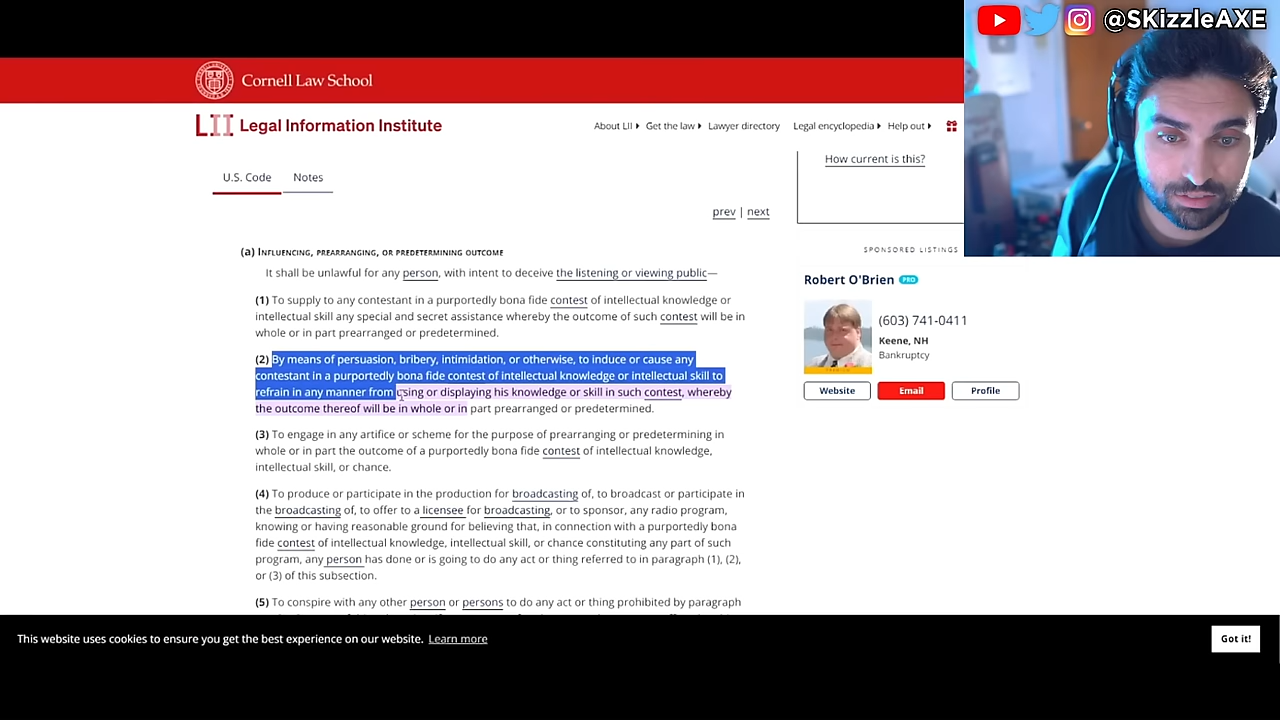 @SKizzleAXE
Cornell Law School
LII Legal Information Institute
About LII Get the law Lawyer directory Legal encyclopedia Help out
How current is this?
U.S. Code Notes
prev | next
SPONSORED LISTINGS
(a) INFLUENCING, PREARRANGING, OR PREDETERMINING OUTCOME
It shall be unlawful for any person, with intent to deceive the listening or viewing public—
(1) To supply to any contestant in a purportedly bona fide contest of intellectual knowledge or
intellectual skill any special and secret assistance whereby the outcome of such contest will be in
whole or in part prearranged or predetermined.
(2) By means of persuasion, bribery, intimidation, or otherwise, to induce or cause any
contestant in a purportedly bona fide contest of intellectual knowledge or intellectual skill to
refrain in any manner from using or displaying his knowledge or skill in such contest, whereby
the outcome thereof will be in whole or in part prearranged or predetermined.
(3) To engage in any artifice or scheme for the purpose of prearranging or predetermining in
whole or in part the outcome of a purportedly bona fide contest of intellectual knowledge,
intellectual skill, or chance.
(4) To produce or participate in the production for broadcasting of, to broadcast or participate in
the broadcasting of, to offer to a licensee for broadcasting, or to sponsor, any radio program,
knowing or having reasonable ground for believing that, in connection with a purportedly bona
fide contest of intellectual knowledge, intellectual skill, or chance constituting any part of such
program, any person has done or is going to do any act or thing referred to in paragraph (1), (2),
or (3) of this subsection.
(5) To conspire with any other person or persons to do any act or thing prohibited by paragraph
Robert O'Brien PRO
(603) 741-0411
Keene, NH
Bankruptcy
Website Email Profile
This website uses cookies to ensure you get the best experience on our website. Learn more
Got it!